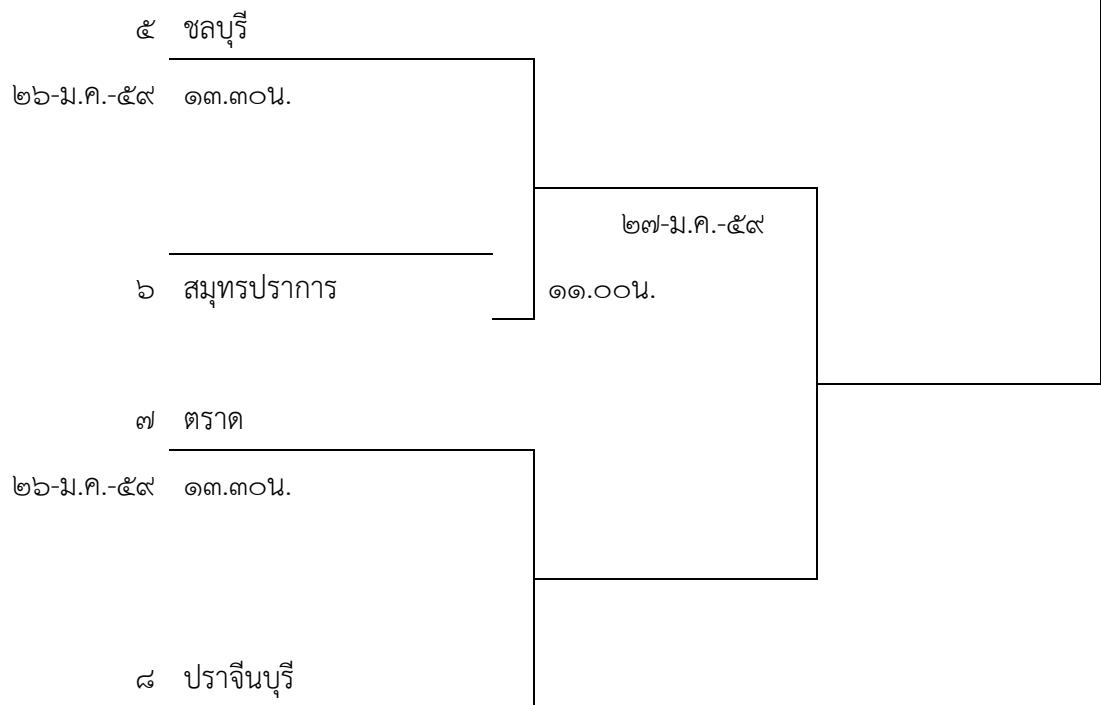 ๕ ชลบุรี
๒๖-ม.ค.-๕๙ ๑๓.๓๐น.
๒๗-ม.ค.-๕๙
๖ สมุทรปราการ ๑๑.๐๐น.
๗ ตราด
๒๖-ม.ค.-๕๙ ๑๓.๓๐น.
๘ ปราจีนบุรี